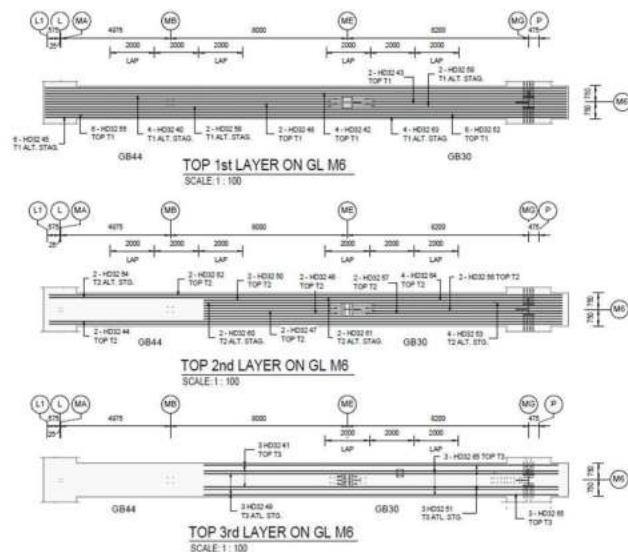 L1 L MA MB ME MG P
575 4975 8000 8200 475
25
2000 2000 2000 2000 2000 2000
LAP LAP LAP LAP
2 - HD32 43
TOP T1
2 - HD32 59
T1 ALT. STAG.
750
750
M6
6 - HD32 45
T1 ALT. STAG.
6 - HD32 55
TOP T1
4 - HD32 40
T1 ALT. STAG.
2 - HD32 58
T1 ALT. STAG.
2 - HD32 48
TOP T1
4 - HD32 42
TOP T1
4 - HD32 63
T1 ALT. STAG.
6 - HD32 62
TOP T1
GB44 GB30
TOP 1st LAYER ON GL M6
SCALE: 1 : 100
L1 L MA MB ME MG P
575 4975 8000 8200 475
25
2000 2000 2000 2000 2000 2000
LAP LAP LAP LAP
2 - HD32 54
T2 ALT. STG.
2 - HD32 52
TOP T2
2 - HD32 50
TOP T2
2 - HD32 46
TOP T2
2 - HD32 57
TOP T2
4 - HD32 64
TOP T2
2 - HD32 56 TOP T2
750
750
M6
2 - HD32 44
TOP T2
GB44
2 - HD32 60
T2 ALT. STAG.
2 - HD32 47
TOP T2
2 - HD32 61
T2 ALT. STAG.
GB30
4 - HD32 53
T2 ALT. STAG.
TOP 2nd LAYER ON GL M6
SCALE: 1 : 100
L1 L MA MB ME MG P
575 4975 8000 8200 475
25
2000 2000 2000
LAP LAP
3 HD32 41
TOP T3
3 - HD32 65 TOP T3
750
750
M6
GB44
3 HD32 49
T3 ATL. STG.
GB30
3 HD32 51
T3 ATL. STG.
3 - HD32 66
TOP T3
TOP 3rd LAYER ON GL M6
SCALE: 1 : 100